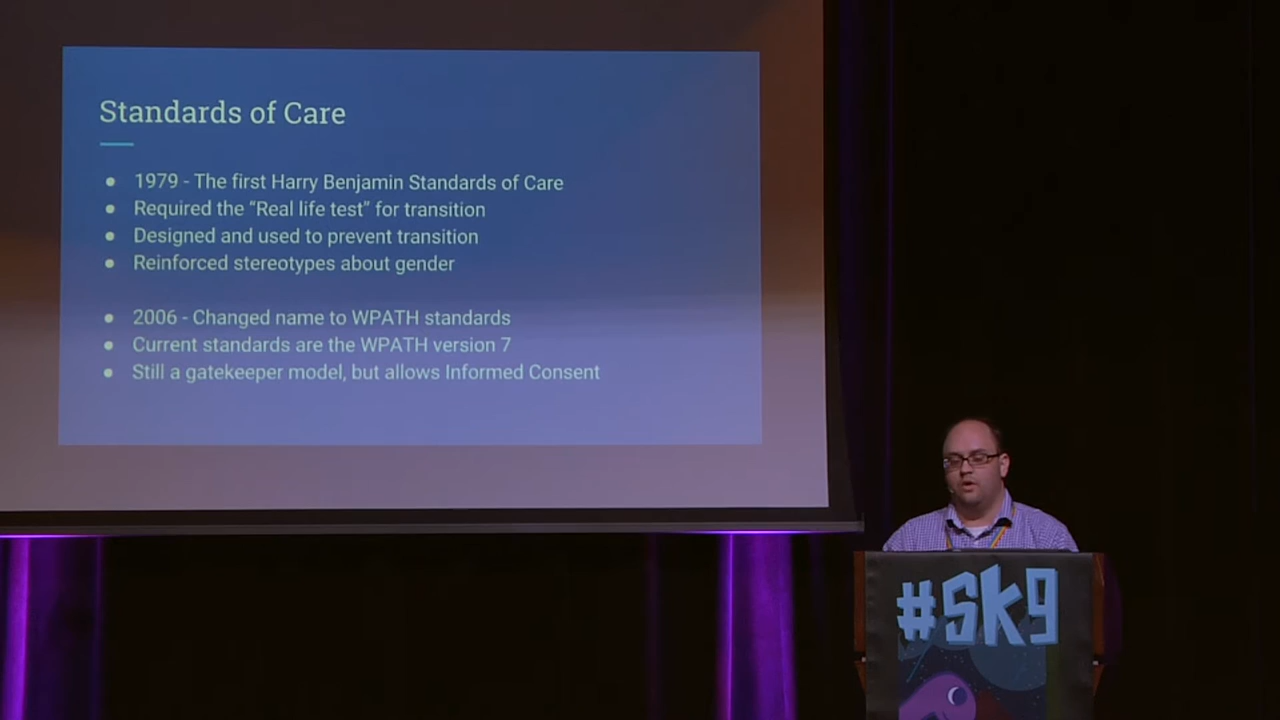 Standards of Care
● 1979 - The first Harry Benjamin Standards of Care
● Required the “Real life test” for transition
● Designed and used to prevent transition
● Reinforced stereotypes about gender
● 2006 - Changed name to WPATH standards
● Current standards are the WPATH version 7
● Still a gatekeeper model, but allows Informed Consent
#SK9